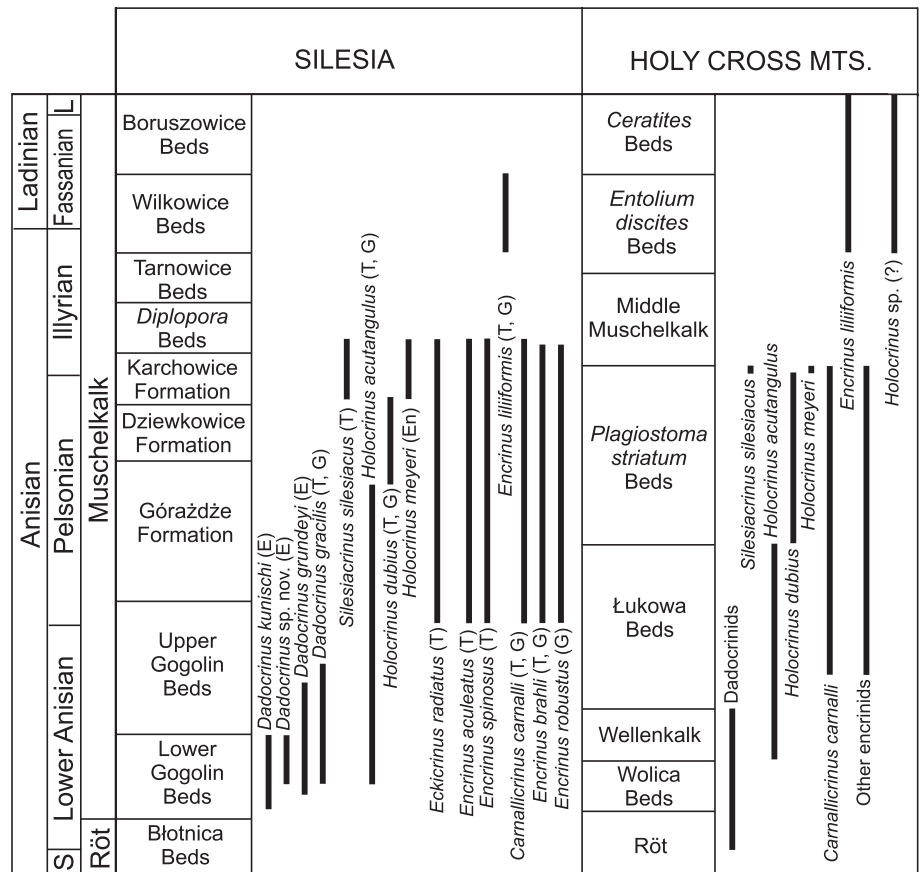 SILESIA
HOLY CROSS MTS.
Ladinian
Anisian
L
Fassanian
Illyrian
Pelsonian
Lower Anisian
S
Muschelkalk
Röt
Boruszowice
Beds
Wilkowice
Beds
Tarnowice
Beds
Diplopora
Beds
Karchowice
Formation
Dziewkowice
Formation
Górażdże
Formation
Upper
Gogolin
Beds
Lower
Gogolin
Beds
Błotnica
Beds
Dadocrinus kunischi (E)
Dadocrinus sp. nov. (E)
Dadocrinus grundeyi (E)
Dadocrinus gracilis (T, G)
Silesiacrinus silesiacus (T)
Holocrinus acutangulus (T, G)
Holocrinus dubius (T, G)
Holocrinus meyeri (En)
Eckicrinus radiatus (T)
Encrinus aculeatus (T)
Encrinus spinosus (T)
Encrinus liliiformis (T, G)
Carnallicrinus carnalli (T, G)
Encrinus brahli (T, G)
Encrinus robustus (G)
Ceratites
Beds
Entolium
discites
Beds
Middle
Muschelkalk
Plagiostoma
striatum
Beds
Łukowa
Beds
Wellenkalk
Wolica
Beds
Röt
Dadocrinids
Silesiacrinus silesiacus
Holocrinus acutangulus
Holocrinus dubius
Holocrinus meyeri
Carnallicrinus carnalli
Encrinus liliiformis
Other encrinids
Holocrinus sp. (?)